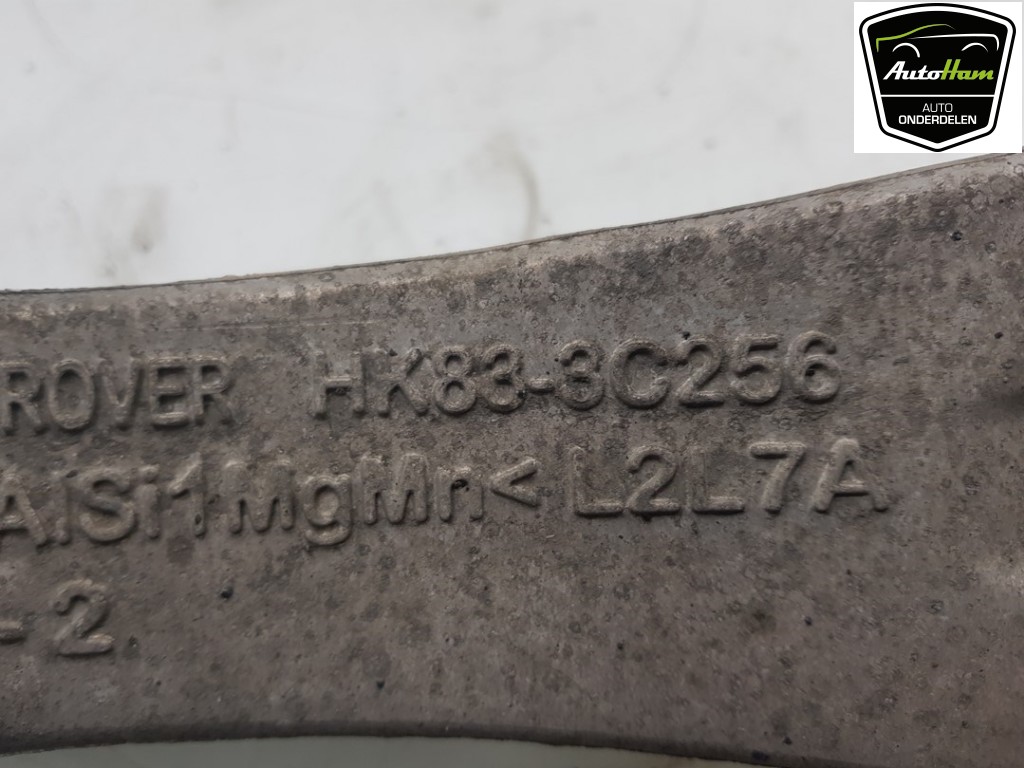 AutoHam
AUTO
ONDERDELEN
ROVER HK83-3C256
AlSi1MgMn< L2L7A
-2